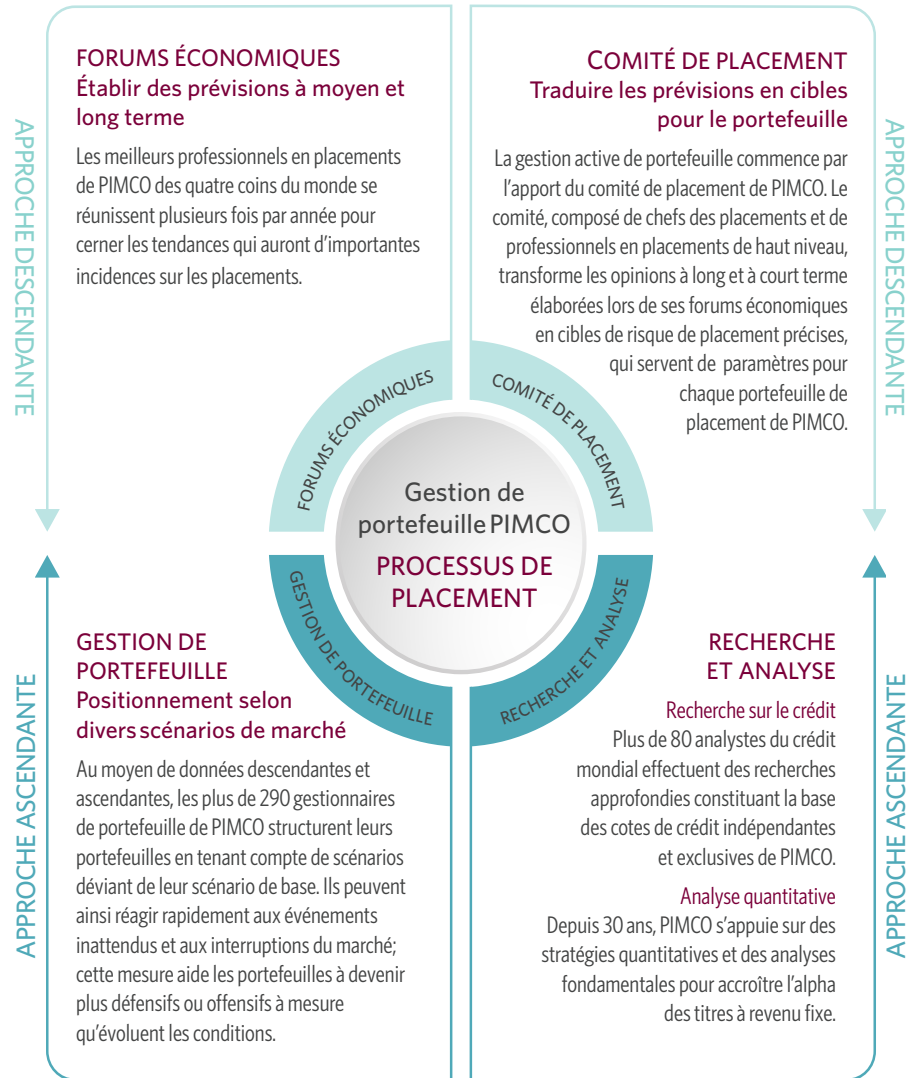 FORUMS ÉCONOMIQUES
Établir des prévisions à moyen et
long terme
Les meilleurs professionnels en placements
de PIMCO des quatre coins du monde se
réunissent plusieurs fois par année pour
cerner les tendances qui auront d'importantes
incidences sur les placements.
APPROCHE DESCENDANTE
COMITÉ DE PLACEMENT
Traduire les prévisions en cibles
pour le portefeuille
La gestion active de portefeuille commence par
l'apport du comité de placement de PIMCO. Le
comité, composé de chefs des placements et de
professionnels en placements de haut niveau,
transforme les opinions à long et à court terme
élaborées lors de ses forums économiques
en cibles de risque de placement précises,
qui servent de paramètres pour
chaque portefeuille de
placement de PIMCO.
APPROCHE DESCENDANTE
FORUMS ÉCONOMIQUES
COMITÉ DE PLACEMENT
Gestion de
portefeuille PIMCO
PROCESSUS DE
PLACEMENT
GESTION DE PORTEFEUILLE
RECHERCHE ET ANALYSE
APPROCHE ASCENDANTE
GESTION DE
PORTEFEUILLE
Positionnement selon
divers scénarios de marché
Au moyen de données descendantes et
ascendantes, les plus de 290 gestionnaires
de portefeuille de PIMCO structurent leurs
portefeuilles en tenant compte de scénarios
déviant de leur scénario de base. Ils peuvent
ainsi réagir rapidement aux événements
inattendus et aux interruptions du marché;
cette mesure aide les portefeuilles à devenir
plus défensifs ou offensifs à mesure
qu'évoluent les conditions.
RECHERCHE
ET ANALYSE
Recherche sur le crédit
Plus de 80 analystes du crédit
mondial effectuent des recherches
approfondies constituant la base
des cotes de crédit indépendantes
et exclusives de PIMCO.
Analyse quantitative
Depuis 30 ans, PIMCO s'appuie sur des
stratégies quantitatives et des analyses
fondamentales pour accroître l'alpha
des titres à revenu fixe.
APPROCHE ASCENDANTE